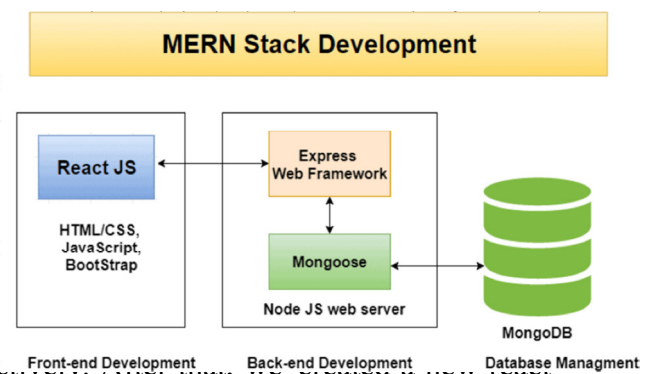 MERN Stack Development
React JS
HTML/CSS,
JavaScript,
BootStrap
Express
Web Framework
Mongoose
Node JS web server
MongoDB
Front-end Development
Back-end Development
Database Managment